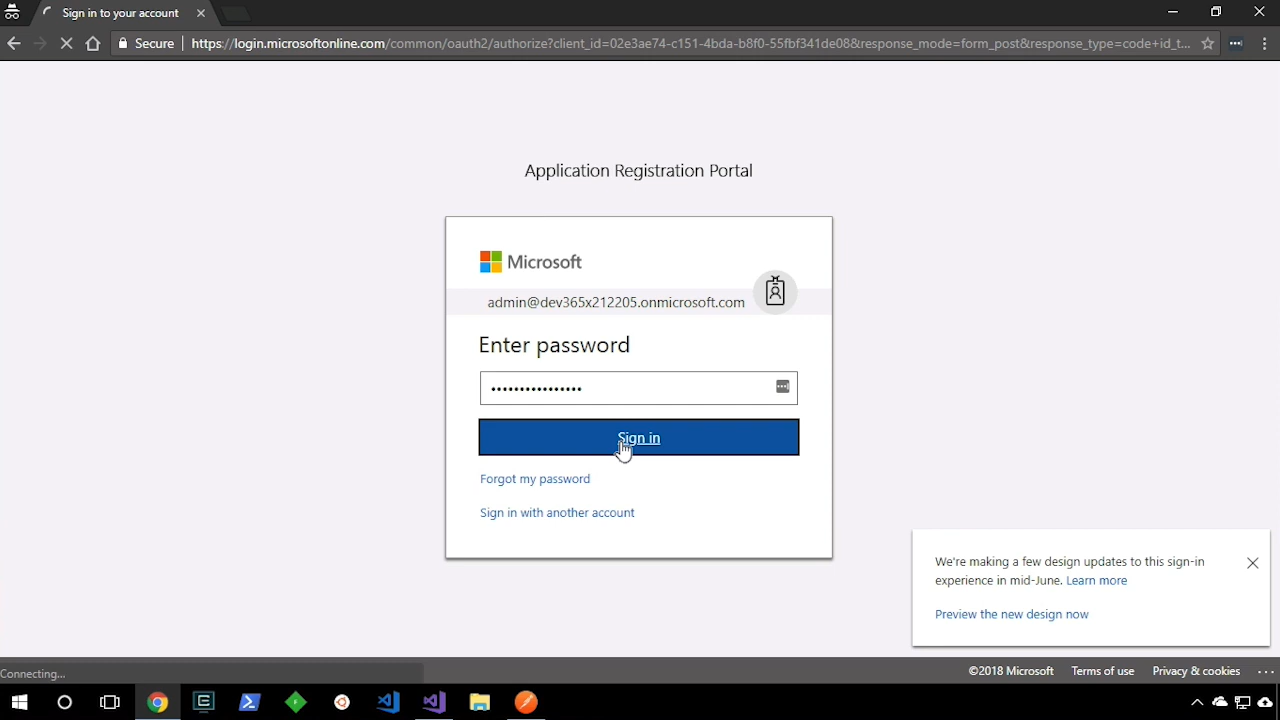 Sign in to your account
Secure
https://login.microsoftonline.com/common/oauth2/authorize?client_id=02e3ae74-c151-4bda-b8f0-55fbf341de08&response_mode=form_post&response_type=code+id_t...
Application Registration Portal
Microsoft
admin@dev365x212205.onmicrosoft.com
Enter password
••••••••••••••••
Sign in
Forgot my password
Sign in with another account
We're making a few design updates to this sign-in
experience in mid-June. Learn more
Preview the new design now
Connecting...
©2018 Microsoft Terms of use Privacy & cookies ...